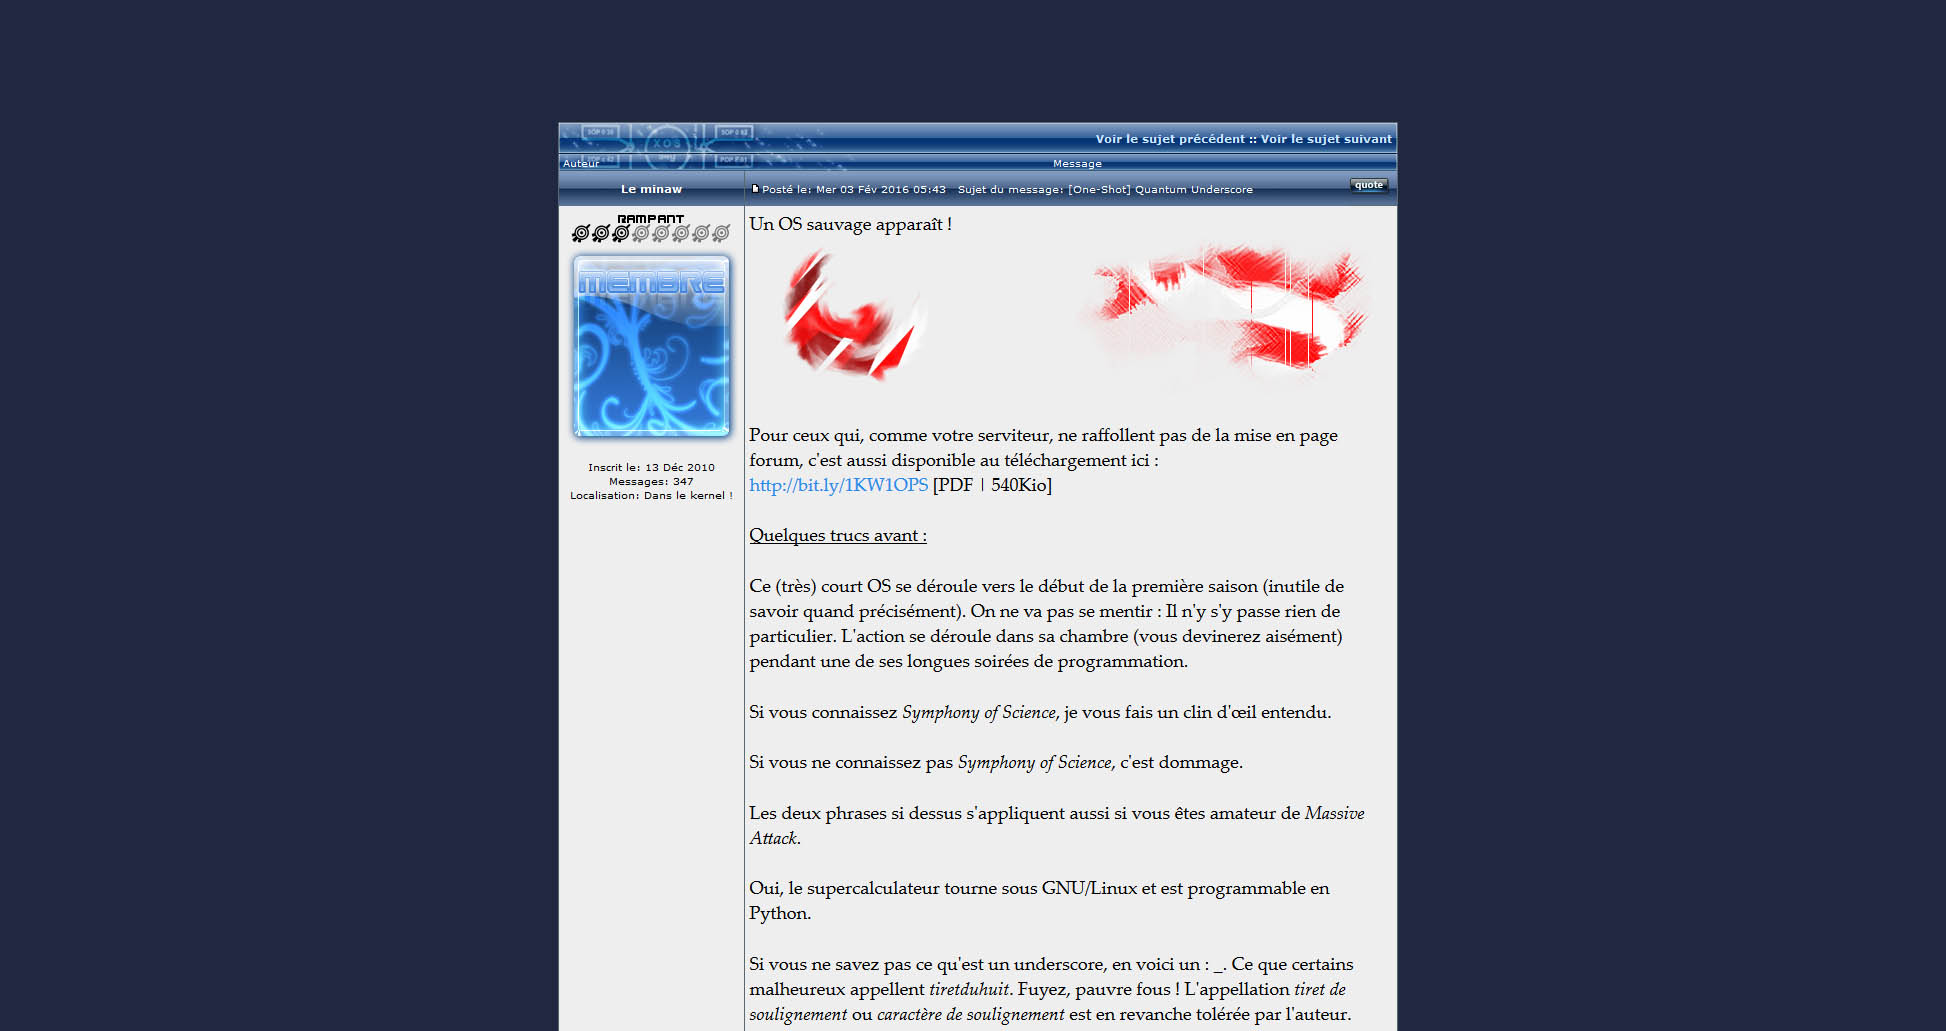 SOP 0 36
SOP 0 82
XOS
Voir le sujet précédent :: Voir le sujet suivant
Auteur
POP E 01
Message
Le minaw
Posté le: Mer 03 Fév 2016 05:43 Sujet du message: [One-Shot] Quantum Underscore
quote
RAMPANT
MEMBRE
Inscrit le: 13 Déc 2010
Messages: 347
Localisation: Dans le kernel !
Un OS sauvage apparaît !
Pour ceux qui, comme votre serviteur, ne raffollent pas de la mise en page
forum, c'est aussi disponible au téléchargement ici :
http://bit.ly/1KW1OPS [PDF | 540Kio]
Quelques trucs avant :
Ce (très) court OS se déroule vers le début de la première saison (inutile de
savoir quand précisément). On ne va pas se mentir : Il n'y s'y passe rien de
particulier. L'action se déroule dans sa chambre (vous devinerez aisément)
pendant une de ses longues soirées de programmation.
Si vous connaissez Symphony of Science, je vous fais un clin d'œil entendu.
Si vous ne connaissez pas Symphony of Science, c'est dommage.
Les deux phrases si dessus s'appliquent aussi si vous êtes amateur de Massive
Attack.
Oui, le supercalculateur tourne sous GNU/Linux et est programmable en
Python.
Si vous ne savez pas ce qu'est un underscore, en voici un : _. Ce que certains
malheureux appellent tiretduhuit. Fuyez, pauvre fous ! L'appellation tiret de
soulignement ou caractère de soulignement est en revanche tolérée par l'auteur.